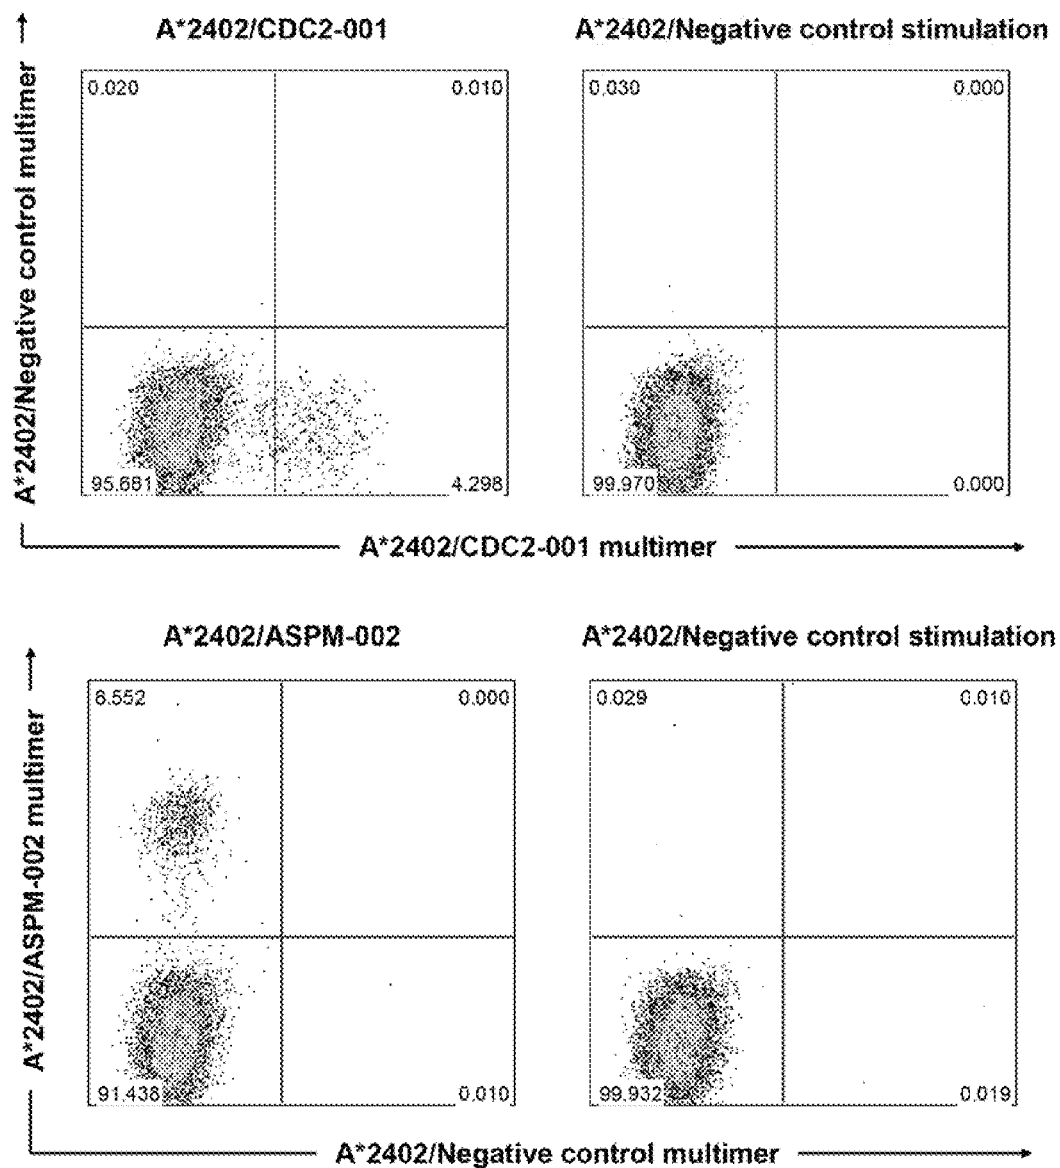 A*2402/CDC2-001
A*2402/Negative control stimulation
A*2402/Negative control multimer
0.020
0.010
95.681
4.298
0.030
0.000
99.970
0.000
A*2402/CDC2-001 multimer
A*2402/ASPM-002
A*2402/Negative control stimulation
A*2402/ASPM-002 multimer
8.552
0.000
91.438
0.010
0.029
0.010
99.932
0.019
A*2402/Negative control multimer